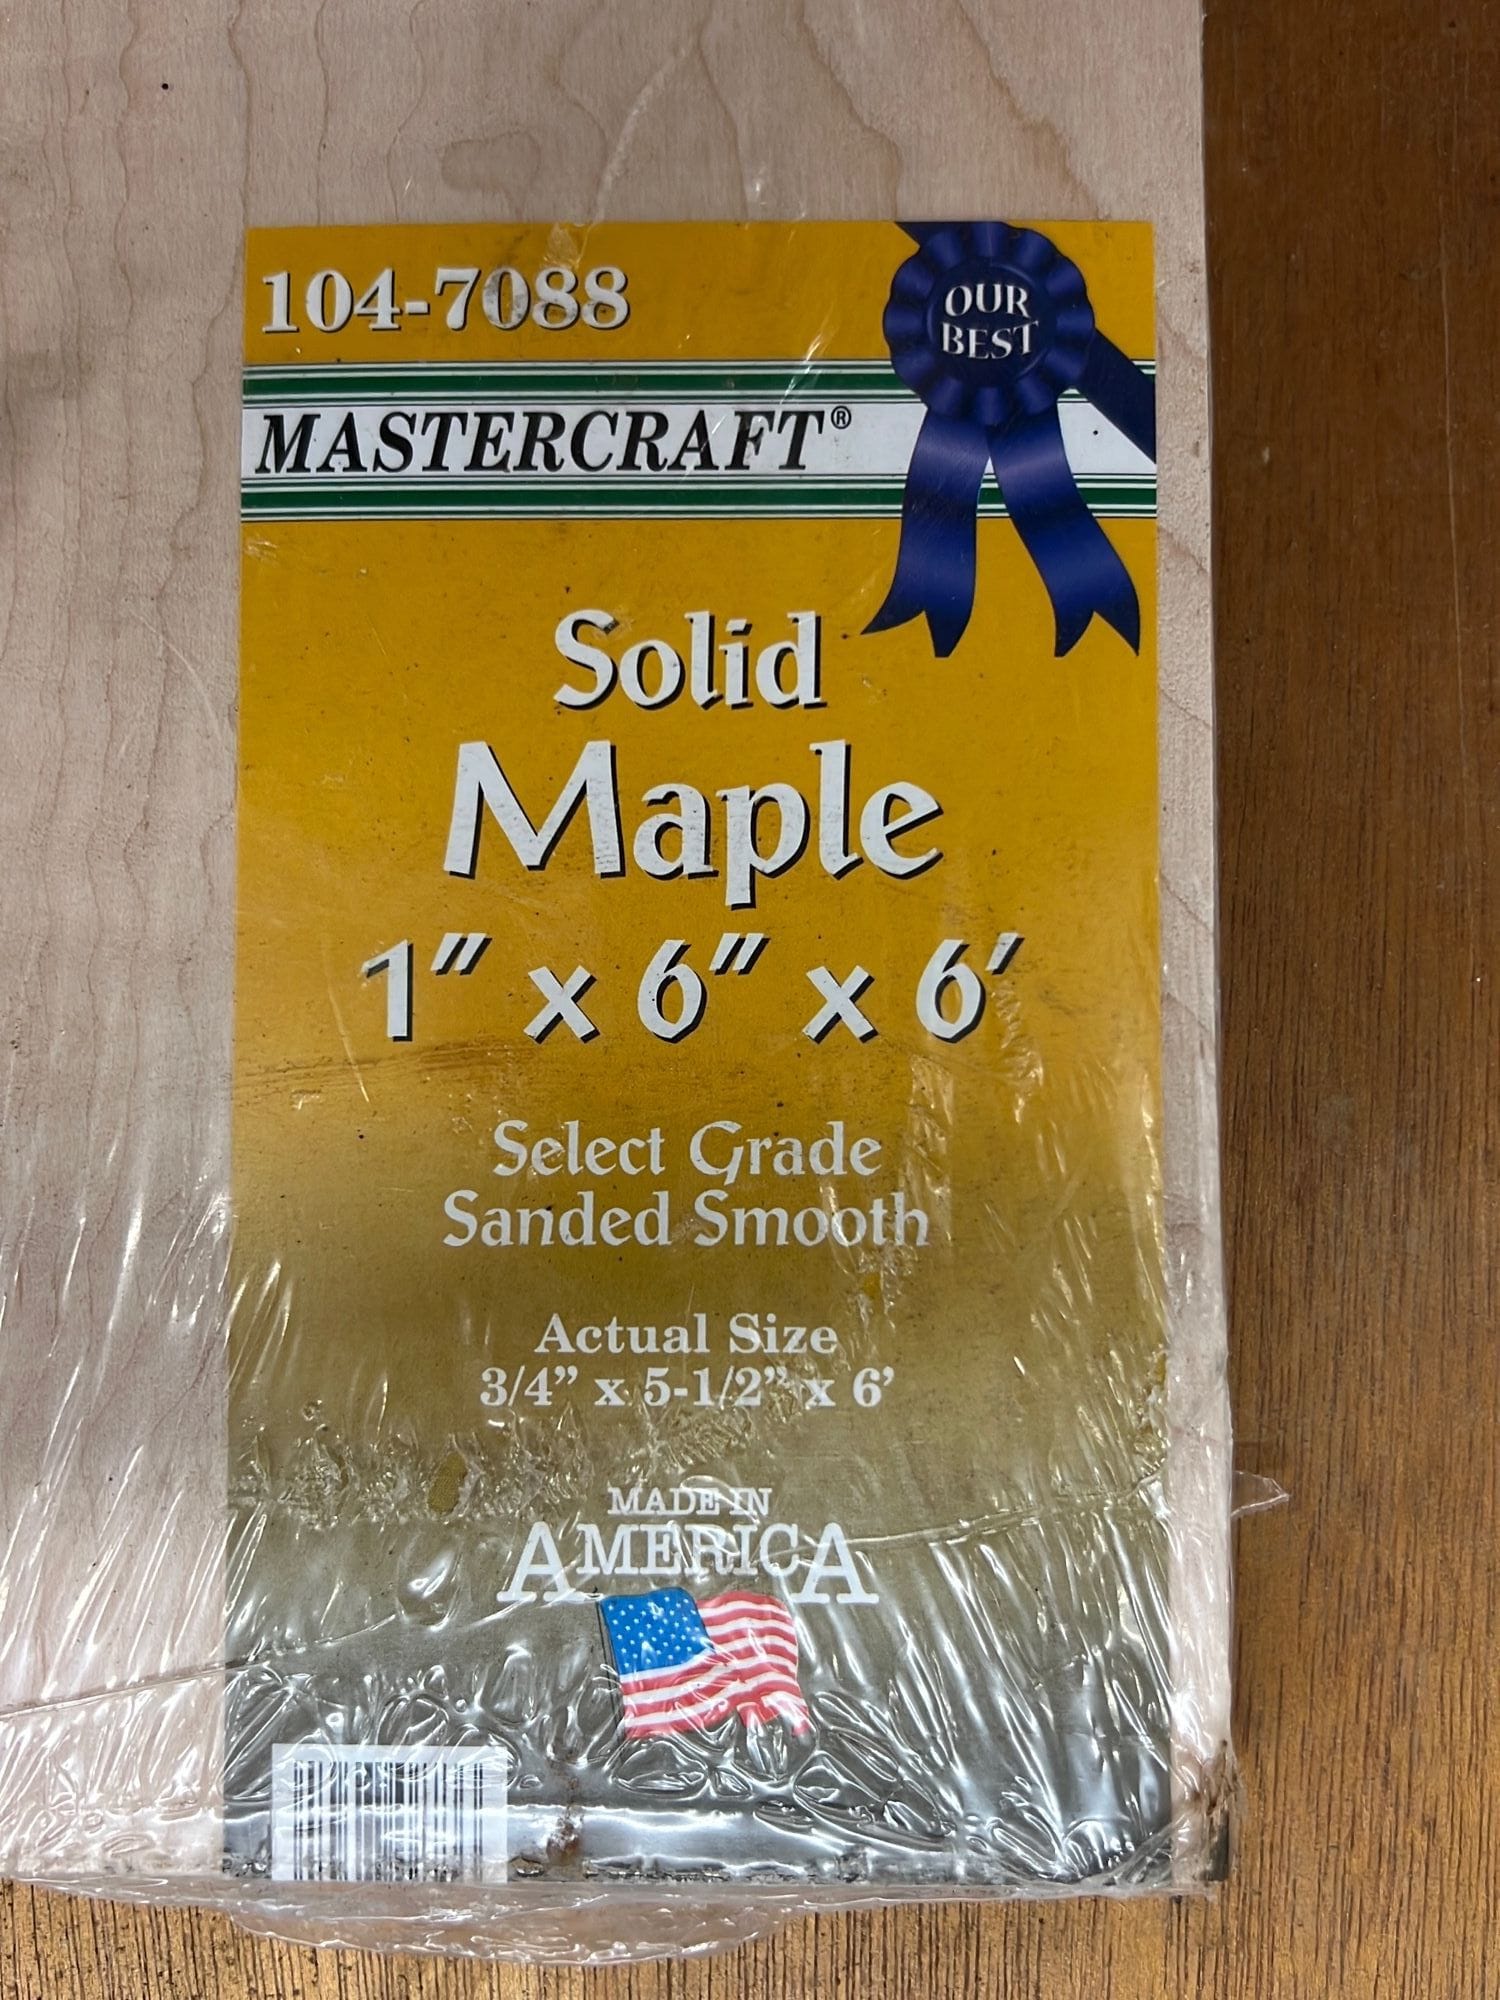 104-7088
OUR
BEST
MASTERCRAFT®
Solid
Maple
1" x 6" x 6'
Select Grade
Sanded Smooth
Actual Size
3/4” x 5-1/2” x 6’
MADE IN
AMERICA